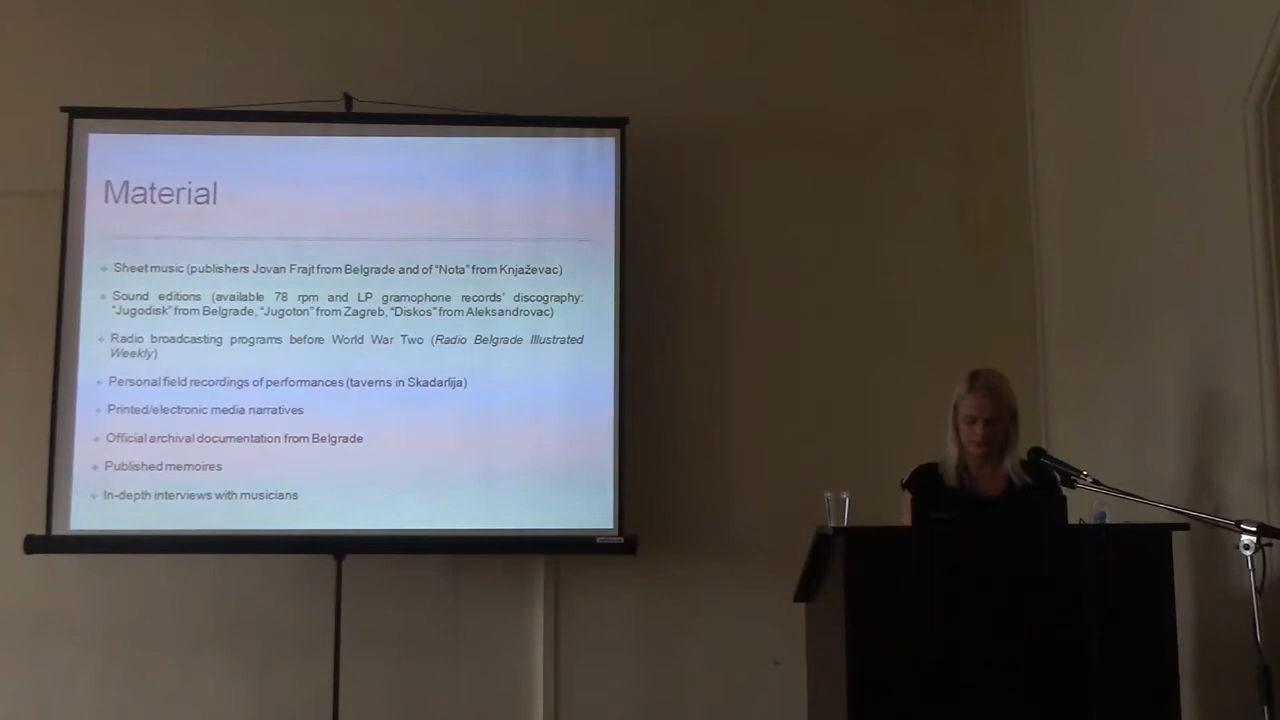 Material
Sheet music (publishers Jovan Frajt from Belgrade and of "Nota" from Knjaževac)
Sound editions (available 78 rpm and LP gramophone records' discography:
"Jugodisk" from Belgrade, "Jugoton" from Zagreb, "Diskos" from Aleksandrovac)
Radio broadcasting programs before World War Two (Radio Belgrade Illustrated
Weekly)
Personal field recordings of performances (taverns in Skadarlija)
Printed/electronic media narratives
Official archival documentation from Belgrade
Published memoires
In-depth interviews with musicians